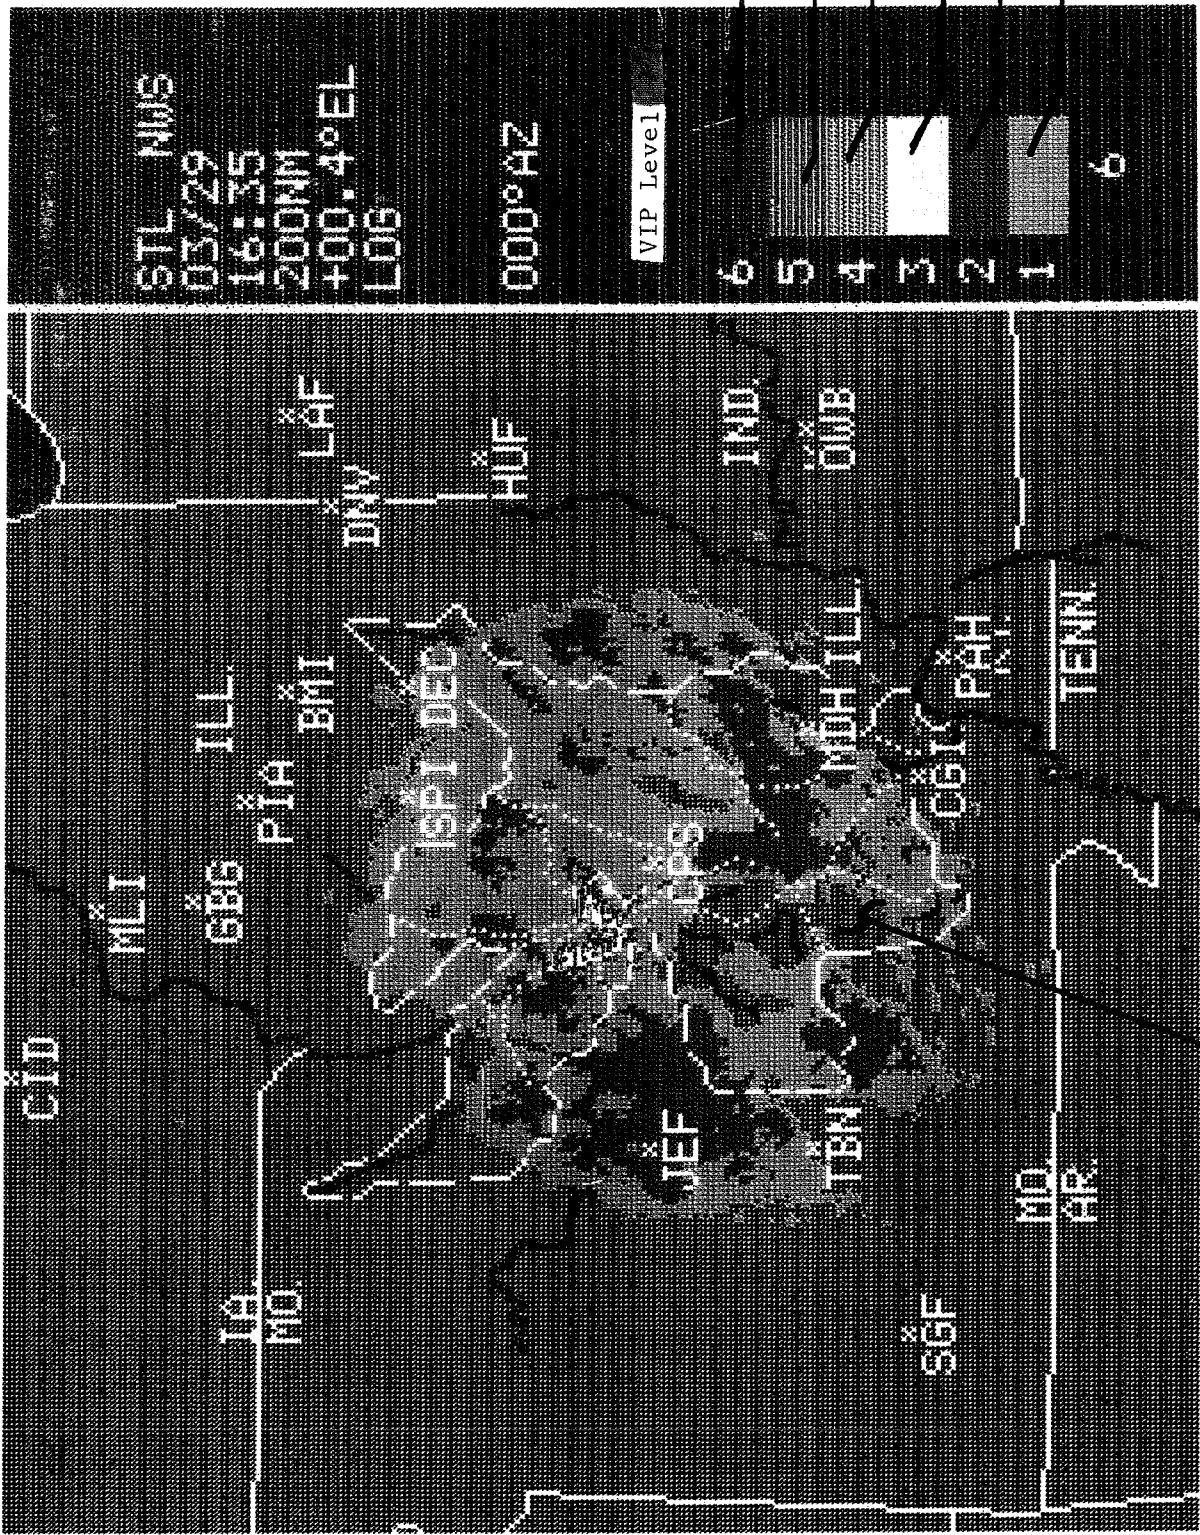 STL NWS
03/29
16:35
200NM
+00.4°EL
LOG
000°AZ
VIP Level
6
5
4
3
2
1
6
CID
MLI
GBG
PIA
ILL.
BMI
LAF
DNV
HUF
IA.
MO.
SPI DEC
CPS
JEF
TBN
MDH ILL.
IND.
OWB
PAH
CGI
TENN.
SGF
MO.
AR.